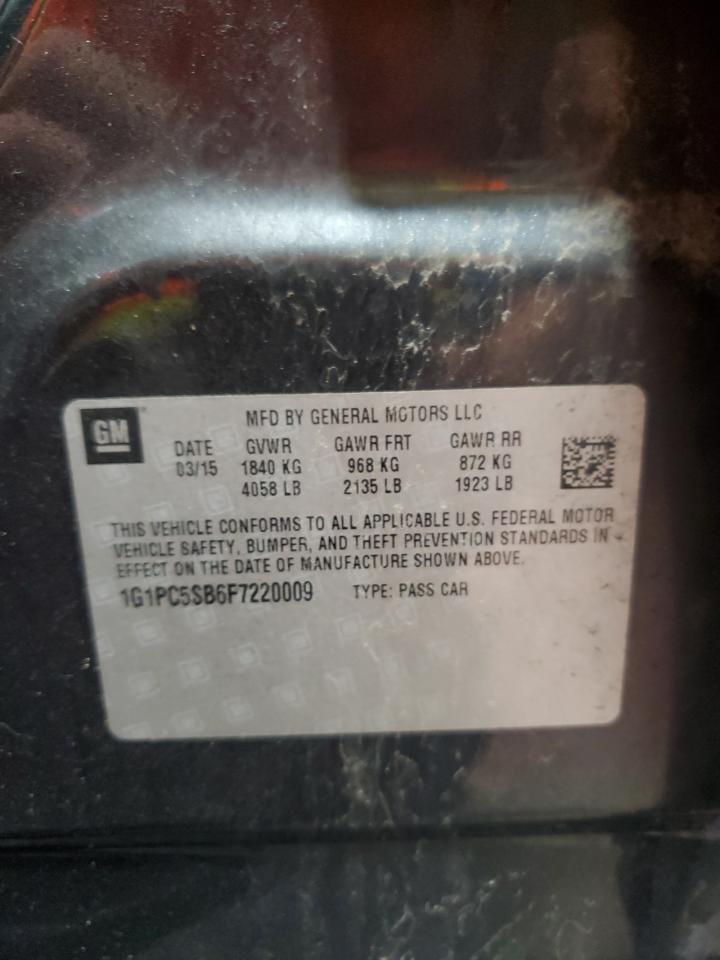 GM
MFD BY GENERAL MOTORS LLC
DATE GVWR GAWR FRT GAWR RR
03/15 1840 KG 968 KG 872 KG
4058 LB 2135 LB 1923 LB
THIS VEHICLE CONFORMS TO ALL APPLICABLE U.S. FEDERAL MOTOR
VEHICLE SAFETY, BUMPER, AND THEFT PREVENTION STANDARDS IN
EFFECT ON THE DATE OF MANUFACTURE SHOWN ABOVE.
1G1PC5SB6F7220009 TYPE: PASS CAR